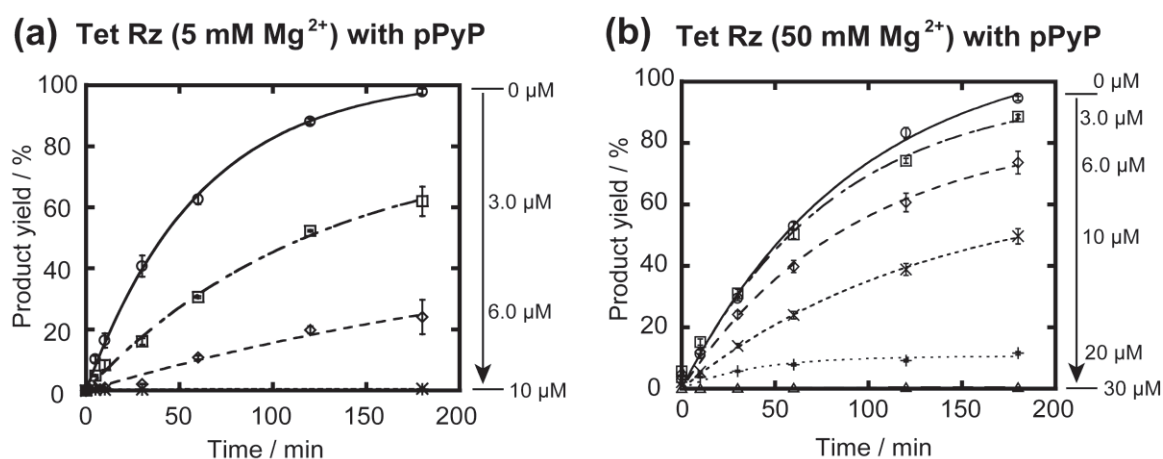 (a) Tet Rz (5 mM Mg²⁺) with pPyP
Product yield / %
100
80
60
40
20
0
0
50
100
150
200
Time / min
0 µM
3.0 µM
6.0 µM
10 µM
(b) Tet Rz (50 mM Mg²⁺) with pPyP
Product yield / %
100
80
60
40
20
0
0
50
100
150
200
Time / min
0 µM
3.0 µM
6.0 µM
10 µM
20 µM
30 µM